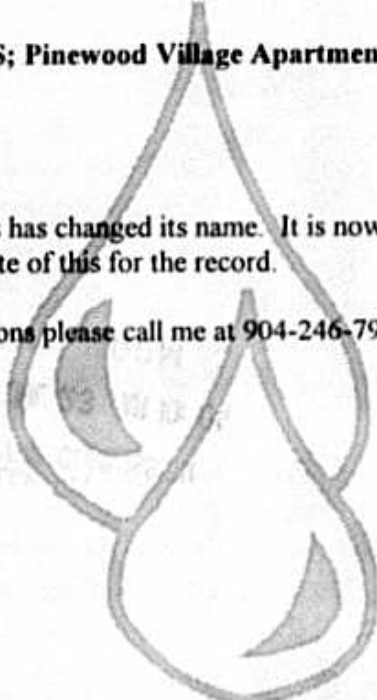 ; Pinewood Village Apartmen
has changed its name. It is now
te of this for the record.
ons please call me at 904-246-79